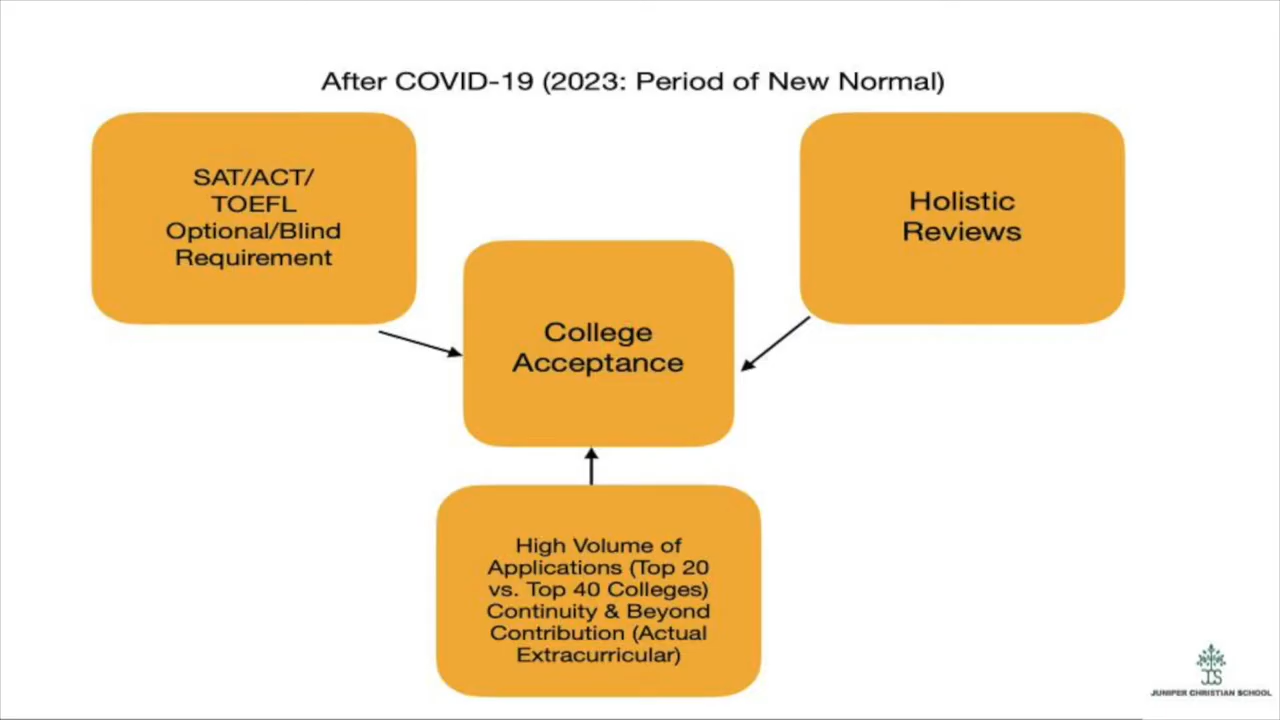 After COVID-19 (2023: Period of New Normal)
SAT/ACT/
TOEFL
Optional/Blind
Requirement
Holistic
Reviews
College
Acceptance
High Volume of
Applications (Top 20
vs. Top 40 Colleges)
Continuity & Beyond
Contribution (Actual
Extracurricular)
JCS
JUNIPER CHRISTIAN SCHOOL